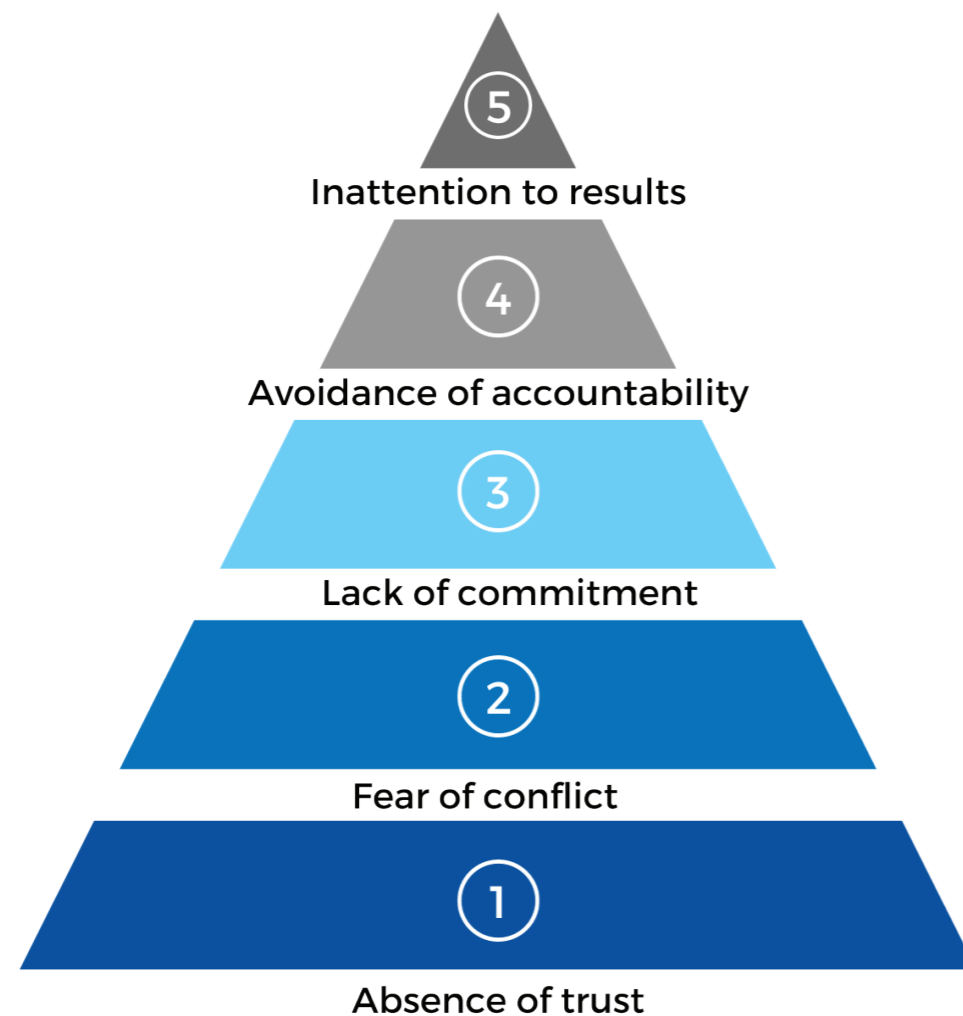 5
Inattention to results
4
Avoidance of accountability
3
Lack of commitment
2
Fear of conflict
1
Absence of trust